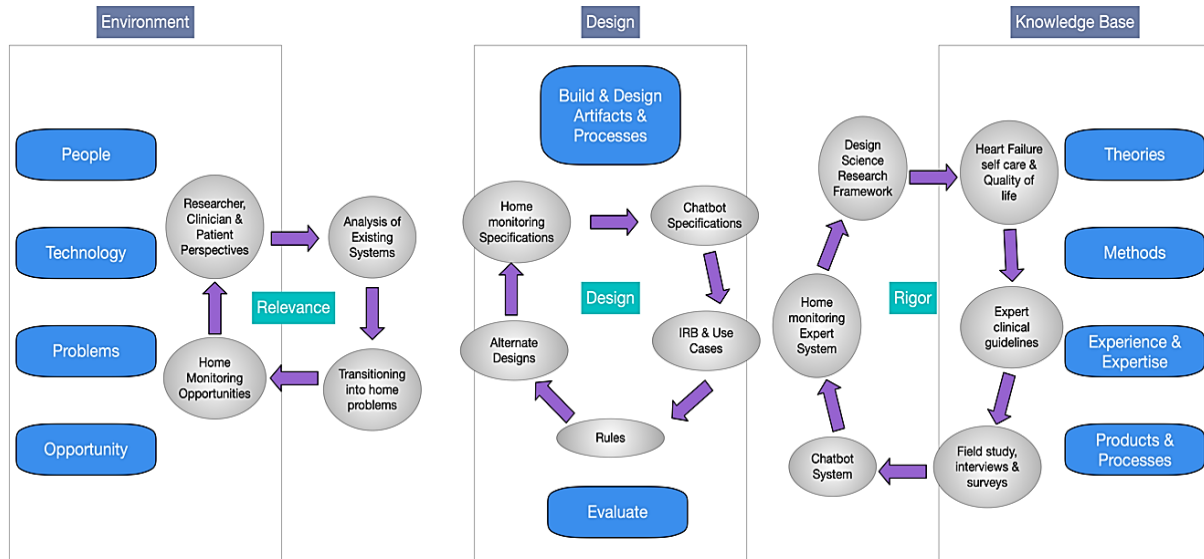 Environment
Design
Knowledge Base
People
Technology
Problems
Opportunity
Researcher,
Clinician &
Patient
Perspectives
Analysis of
Existing
Systems
Relevance
Home
Monitoring
Opportunities
Transitioning
into home
problems
Build & Design
Artifacts &
Processes
Home
monitoring
Specifications
Chatbot
Specifications
Design
Alternate
Designs
IRB & Use
Cases
Rules
Evaluate
Design
Science
Research
Framework
Heart Failure
self care &
Quality of
life
Home
monitoring
Expert
System
Rigor
Expert
clinical
guidelines
Chatbot
System
Field study,
interviews &
surveys
Theories
Methods
Experience &
Expertise
Products &
Processes